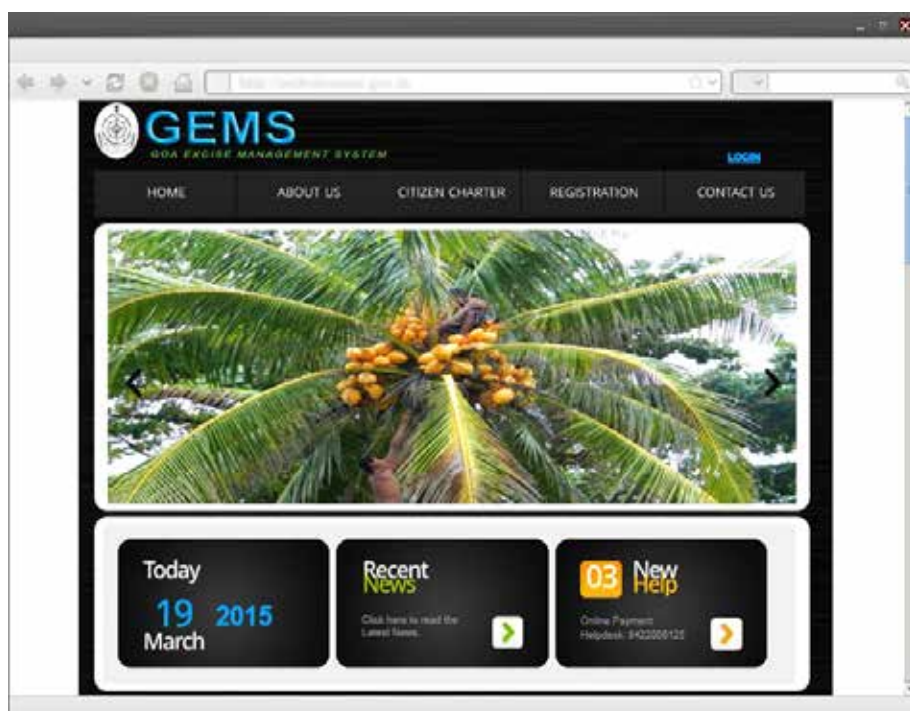 GEMS
GOA EXCISE MANAGEMENT SYSTEM
LOGIN
HOME
ABOUT US
CITIZEN CHARTER
REGISTRATION
CONTACT US
Today
19 2015
March
Recent
News
Click here to read the
Latest News.
03 New
Help
Online Payment
Helpdesk: